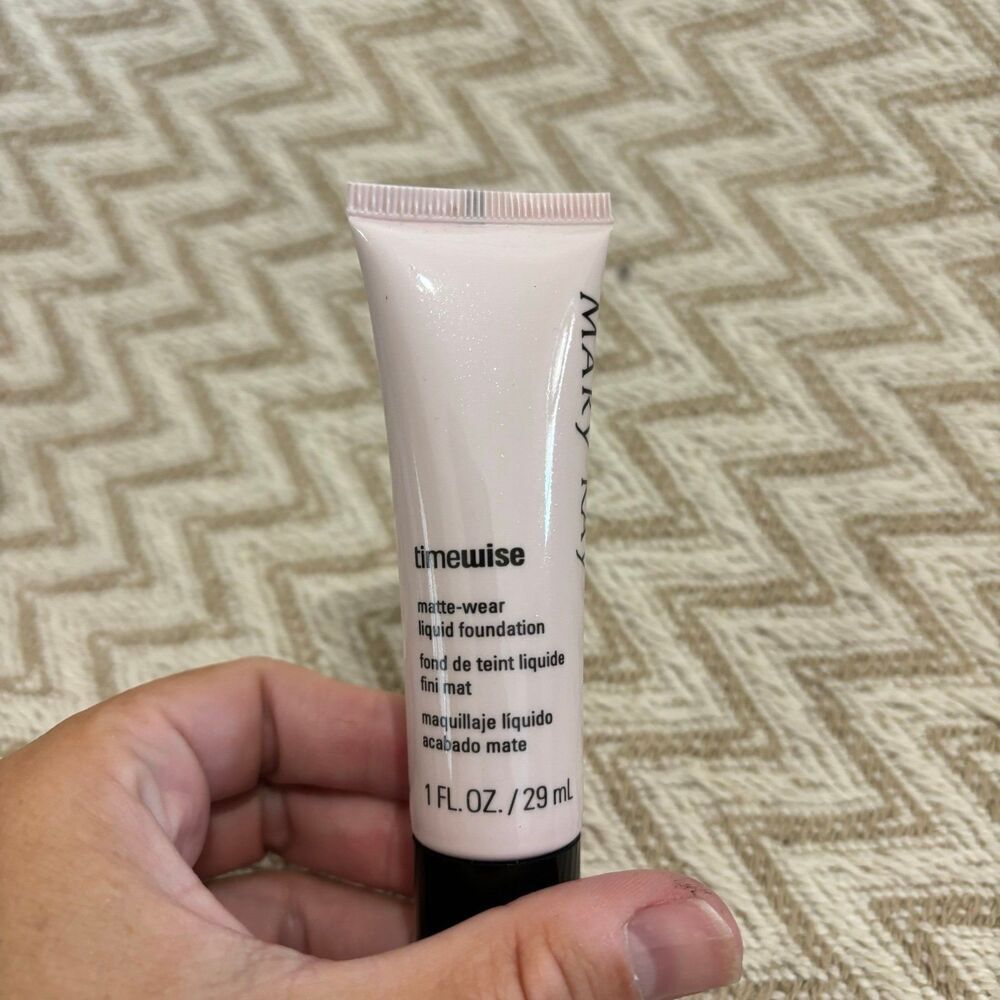 MARY KAY
timewise
matte-wear
liquid foundation
fond de teint liquide
fini mat
maquillaje líquido
acabado mate
1 FL. OZ. / 29 mL